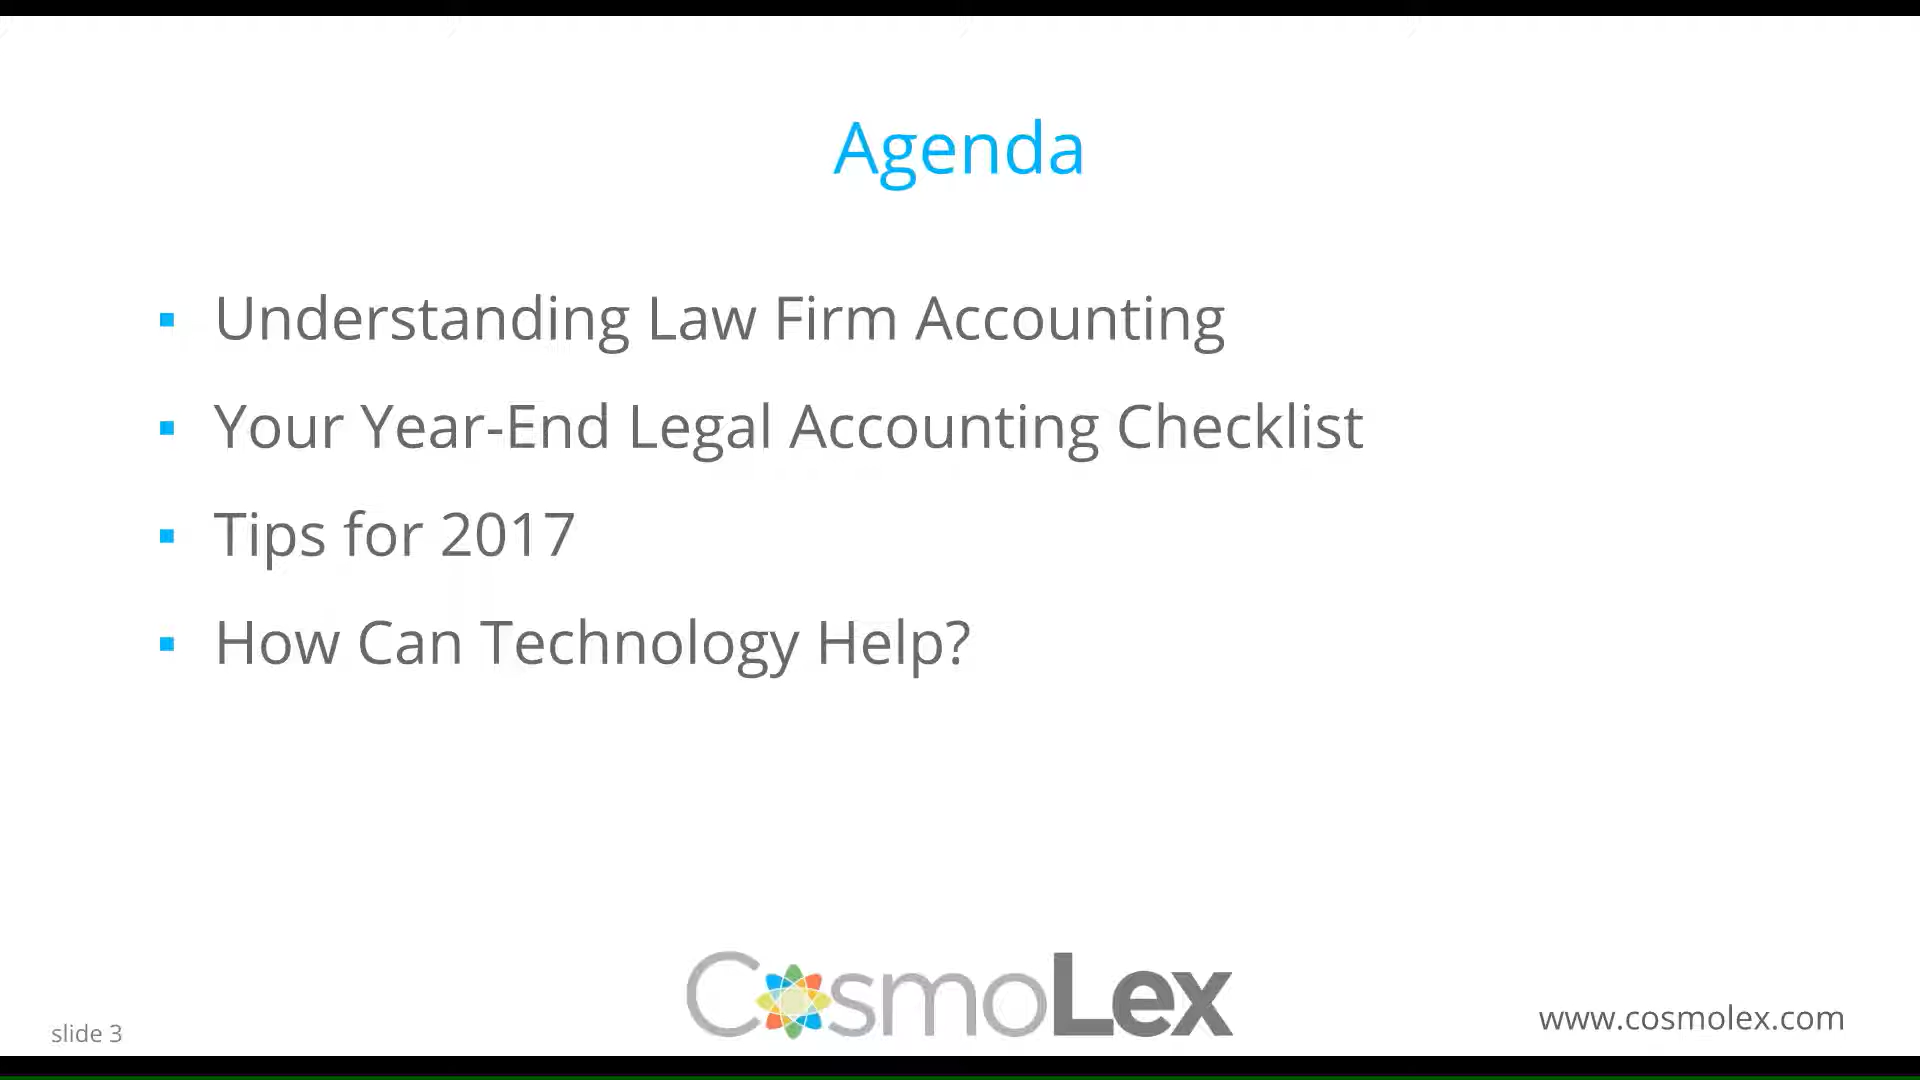 Agenda
▪ Understanding Law Firm Accounting
▪ Your Year-End Legal Accounting Checklist
▪ Tips for 2017
▪ How Can Technology Help?
CosmoLex
slide 3
www.cosmolex.com